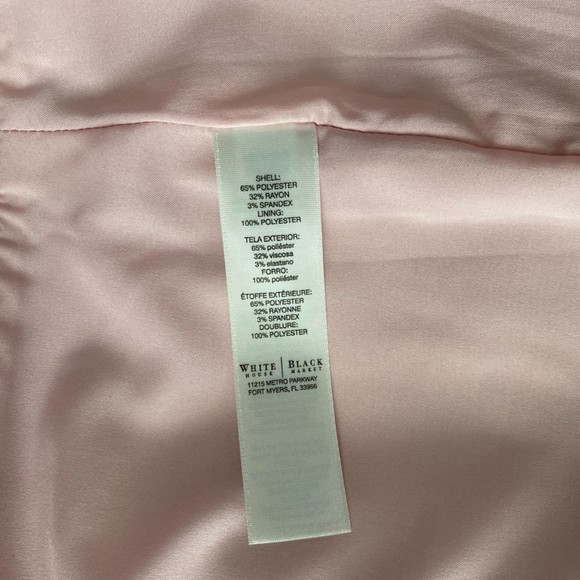 SHELL:
65% POLYESTER
32% RAYON
3% SPANDEX
LINING:
100% POLYESTER
TELA EXTERIOR:
65% poliéster
32% viscosa
3% elastano
FORRO:
100% poliéster
ÉTOFFE EXTÉRIEURE:
65% POLYESTER
32% RAYONNE
3% SPANDEX
DOUBLURE:
100% POLYESTER
WHITE HOUSE | BLACK MARKET
11215 METRO PARKWAY
FORT MYERS, FL 33966